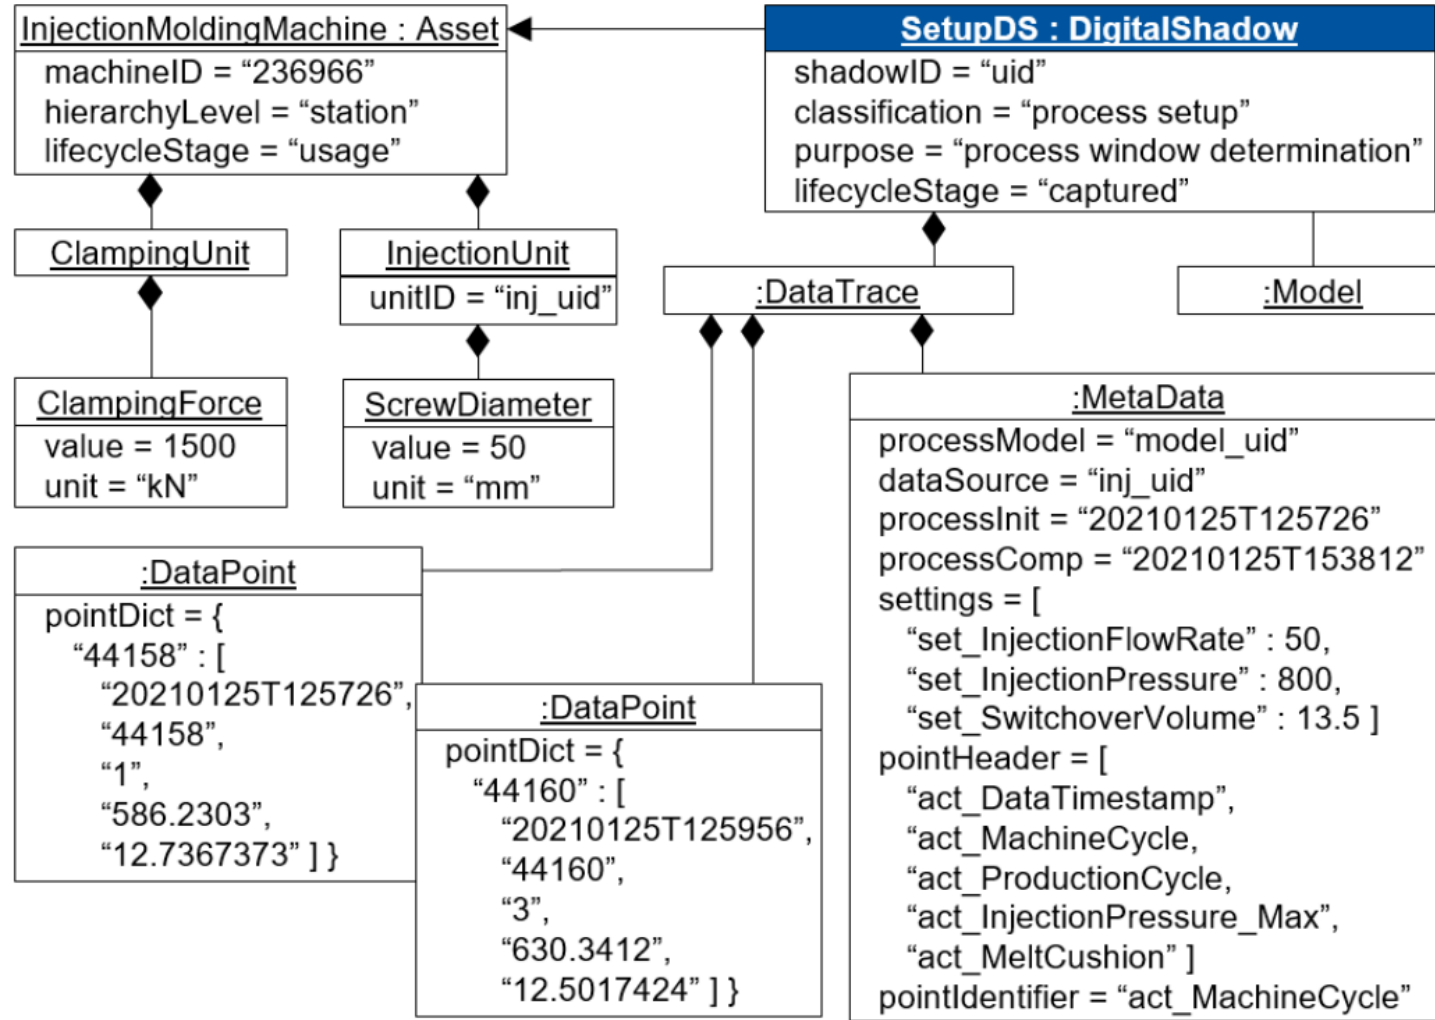 InjectionMoldingMachine : Asset
machineID = “236966”
hierarchyLevel = “station”
lifecycleStage = “usage”
SetupDS : DigitalShadow
shadowID = “uid”
classification = “process setup”
purpose = “process window determination”
lifecycleStage = “captured”
ClampingUnit
InjectionUnit
unitID = “inj_uid”
:DataTrace
:Model
ClampingForce
value = 1500
unit = “kN”
ScrewDiameter
value = 50
unit = “mm”
:MetaData
processModel = “model_uid”
dataSource = “inj_uid”
processInit = “20210125T125726”
processComp = “20210125T153812”
settings = [
“set_InjectionFlowRate” : 50,
“set_InjectionPressure” : 800,
“set_SwitchoverVolume” : 13.5 ]
pointHeader = [
“act_DataTimestamp”,
“act_MachineCycle,
“act_ProductionCycle,
“act_InjectionPressure_Max”,
“act_MeltCushion” ]
pointIdentifier = “act_MachineCycle”
:DataPoint
pointDict = {
“44158” : [
“20210125T125726”,
“44158”,
“1”,
“586.2303”,
“12.7367373” ] }
:DataPoint
pointDict = {
“44160” : [
“20210125T125956”,
“44160”,
“3”,
“630.3412”,
“12.5017424” ] }